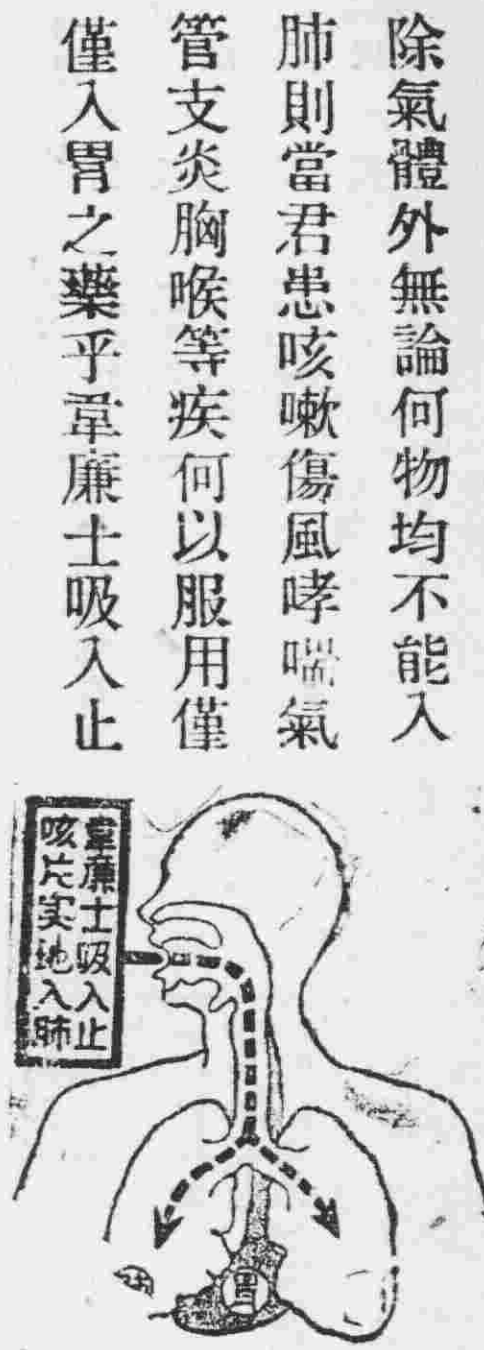 除氣體外無論何物均不能入
肺則當君患咳嗽傷風哮喘氣
管支炎胸喉等疾何以服用僅
僅入胃之藥乎韋廉士吸入止
韋廉士吸入止
咳片实地入肺
胃